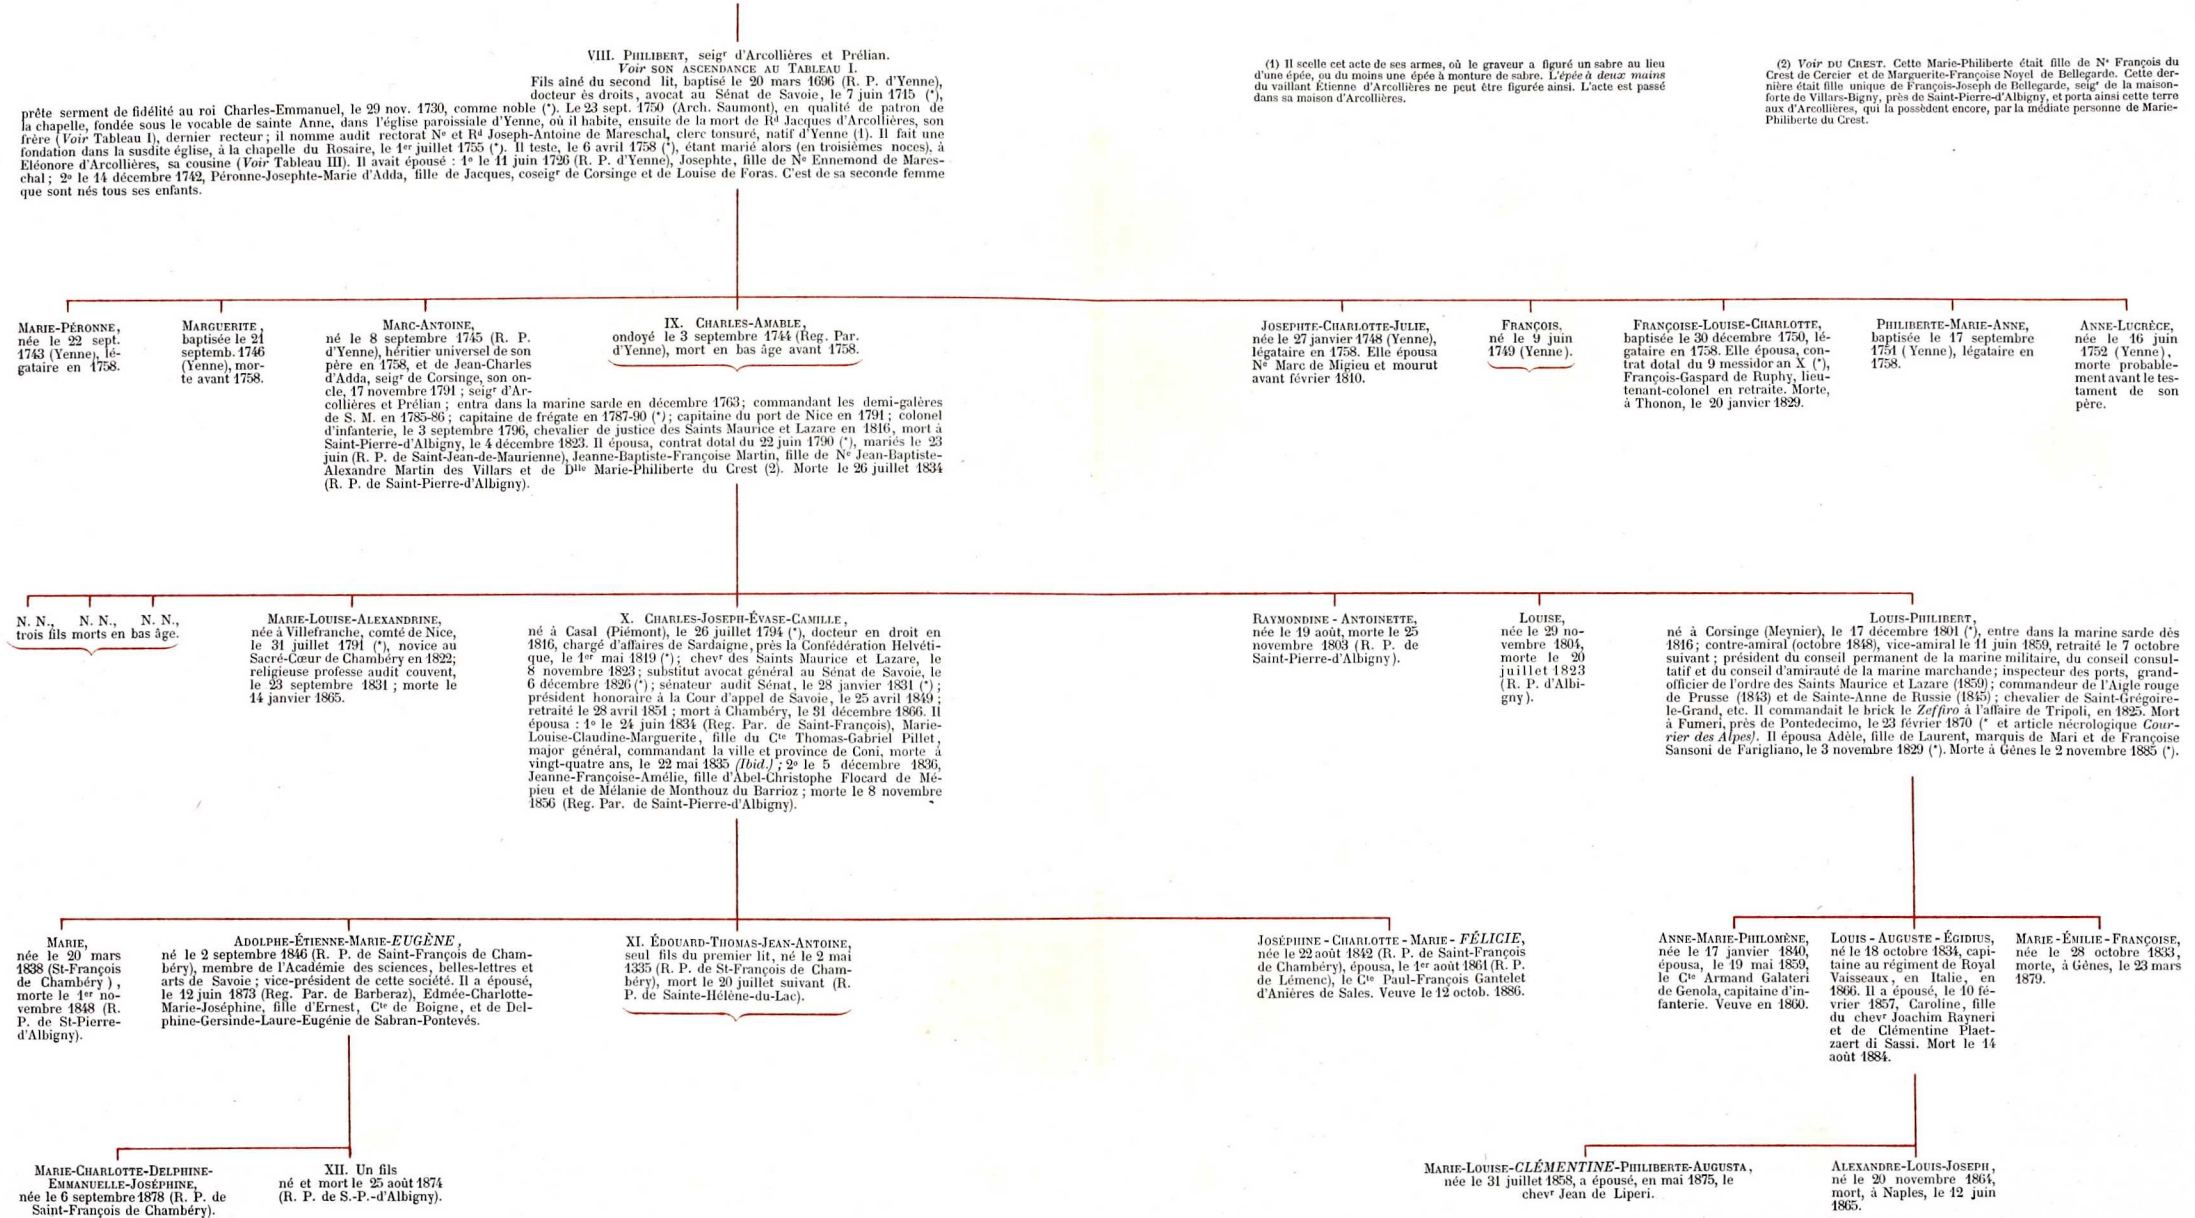 VIII. PHILIBERT, seigr d'Arcollières et Prélian.
Voir SON ASCENDANCE AU TABLEAU I.
Fils aîné du second lit, baptisé le 20 mars 1696 (R. P. d'Yenne),
docteur ès droits, avocat au Sénat de Savoie, le 7 juin 1715 (*),
prête serment de fidélité au roi Charles-Emmanuel, le 29 nov. 1730, comme noble (*). Le 23 sept. 1750 (Arch. Saumont), en qualité de patron de
la chapelle, fondée sous le vocable de sainte Anne, dans l'église paroissiale d'Yenne, où il habite, ensuite de la mort de Rd Jacques d'Arcollières, son
frère (Voir Tableau I), dernier recteur; il nomme audit rectorat Ne et Rd Joseph-Antoine de Mareschal, clerc tonsuré, natif d'Yenne (1). Il fait une
fondation dans la susdite église, à la chapelle du Rosaire, le 1er juillet 1755 (*). Il teste, le 6 avril 1758 (*), étant marié alors (en troisièmes noces), à
Eléonore d'Arcollières, sa cousine (Voir Tableau III). Il avait épousé : 1o le 11 juin 1726 (R. P. d'Yenne), Josephte, fille de Ne Ennemond de Mares-
chal; 2o le 14 décembre 1742, Péronne-Josephte-Marie d'Adda, fille de Jacques, coseigr de Corsinge et de Louise de Foras. C'est de sa seconde femme
que sont nés tous ses enfants.
(1) Il scelle cet acte de ses armes, où le graveur a figuré un sabre au lieu
d'une épée, ou du moins une épée à monture de sabre. L'épée à deux mains
du vaillant Étienne d'Arcollières ne peut être figurée ainsi. L'acte est passé
dans sa maison d'Arcollières.
(2) Voir DU CREST. Cette Marie-Philiberte était fille de Ne François du
Crest de Cercier et de Marguerite-Françoise Noyel de Bellegarde. Cette der-
nière était fille unique de François-Joseph de Bellegarde, seigr de la maison-
forte de Villars-Bigny, près de Saint-Pierre-d'Albigny, et porta ainsi cette terre
aux d'Arcollières, qui la possèdent encore, par la médiate personne de Marie-
Philiberte du Crest.
MARIE-PÉRONNE,
née le 22 sept.
1743 (Yenne), lé-
gataire en 1758.
MARGUERITE,
baptisée le 21
septemb. 1746
(Yenne), mor-
te avant 1758.
MARC-ANTOINE,
né le 8 septembre 1745 (R. P.
d'Yenne), héritier universel de son
père en 1758, et de Jean-Charles
d'Adda, seigr de Corsinge, son on-
cle, 17 novembre 1791; seigr d'Ar-
collières et Prélian; entra dans la marine sarde en décembre 1763; commandant les demi-galères
de S. M. en 1785-86; capitaine de frégate en 1787-90 (*); capitaine du port de Nice en 1791; colonel
d'infanterie, le 3 septembre 1796, chevalier de justice des Saints Maurice et Lazare en 1816, mort à
Saint-Pierre-d'Albigny, le 4 décembre 1823. Il épousa, contrat dotal du 22 juin 1790 (*), mariés le 23
juin (R. P. de Saint-Jean-de-Maurienne), Jeanne-Baptiste-Françoise Martin, fille de Ne Jean-Baptiste-
Alexandre Martin des Villars et de Dlle Marie-Philiberte du Crest (2). Morte le 26 juillet 1834
(R. P. de Saint-Pierre-d'Albigny).
IX. CHARLES-AMABLE,
ondoyé le 3 septembre 1744 (Reg. Par.
d'Yenne), mort en bas âge avant 1758.
JOSEPHTE-CHARLOTTE-JULIE,
née le 27 janvier 1748 (Yenne),
légataire en 1758. Elle épousa
Ne Marc de Migieu et mourut
avant février 1810.
FRANÇOIS,
né le 9 juin
1749 (Yenne).
FRANÇOISE-LOUISE-CHARLOTTE,
baptisée le 30 décembre 1750, lé-
gataire en 1758. Elle épousa, con-
trat dotal du 9 messidor an X (*),
François-Gaspard de Ruphy, lieu-
tenant-colonel en retraite. Morte,
à Thonon, le 20 janvier 1829.
PHILIBERTE-MARIE-ANNE,
baptisée le 17 septembre
1751 (Yenne), légataire en
1758.
ANNE-LUCRÈCE,
née le 16 juin
1752 (Yenne),
morte probable-
ment avant le tes-
tament de son
père.
N. N., N. N., N. N.,
trois fils morts en bas âge.
MARIE-LOUISE-ALEXANDRINE,
née à Villefranche, comté de Nice,
le 31 juillet 1791 (*), novice au
Sacré-Cœur de Chambéry en 1822;
religieuse professe audit couvent,
le 23 septembre 1831; morte le
14 janvier 1865.
X. CHARLES-JOSEPH-ÉVASE-CAMILLE,
né à Casal (Piémont), le 26 juillet 1794 (*), docteur en droit en
1816, chargé d'affaires de Sardaigne, près la Confédération Helvéti-
que, le 1er mai 1819 (*); chevr des Saints Maurice et Lazare, le
8 novembre 1823; substitut avocat général au Sénat de Savoie, le
6 décembre 1826 (*); sénateur audit Sénat, le 28 janvier 1831 (*);
président honoraire à la Cour d'appel de Savoie, le 25 avril 1849;
retraité le 28 avril 1851; mort à Chambéry, le 31 décembre 1866. Il
épousa : 1o le 24 juin 1834 (Reg. Par. de Saint-François), Marie-
Louise-Claudine-Marguerite, fille du Cte Thomas-Gabriel Pillet,
major général, commandant la ville et province de Coni, morte à
vingt-quatre ans, le 22 mai 1835 (Ibid.); 2o le 5 décembre 1836,
Jeanne-Françoise-Amélie, fille d'Abel-Christophe Flocard de Mé-
pieu et de Mélanie de Monthouz du Barrioz; morte le 8 novembre
1856 (Reg. Par. de Saint-Pierre-d'Albigny).
RAYMONDINE-ANTOINETTE,
née le 19 août, morte le 25
novembre 1803 (R. P. de
Saint-Pierre-d'Albigny).
LOUISE,
née le 29 no-
vembre 1804,
morte le 20
juillet 1823
(R. P. d'Albi-
gny).
LOUIS-PHILIBERT,
né à Corsinge (Meynier), le 17 décembre 1801 (*), entre dans la marine sarde dès
1816; contre-amiral (octobre 1848), vice-amiral le 11 juin 1859, retraité le 7 octobre
suivant; président du conseil permanent de la marine militaire, du conseil consul-
tatif et du conseil d'amirauté de la marine marchande; inspecteur des ports, grand-
officier de l'ordre des Saints Maurice et Lazare (1859); commandeur de l'Aigle rouge
de Prusse (1843) et de Sainte-Anne de Russie (1845); chevalier de Saint-Grégoire-
le-Grand, etc. Il commandait le brick le Zeffiro à l'affaire de Tripoli, en 1825. Mort
à Fumeri, près de Pontedecimo, le 23 février 1870 (* et article nécrologique Cour-
rier des Alpes). Il épousa Adèle, fille de Laurent, marquis de Mari et de Françoise
Sansoni de Farigliano, le 3 novembre 1829 (*). Morte à Gênes le 2 novembre 1885 (*).
MARIE,
née le 20 mars
1838 (St-François
de Chambéry),
morte le 1er no-
vembre 1848 (R.
P. de St-Pierre-
d'Albigny).
ADOLPHE-ÉTIENNE-MARIE-EUGÈNE,
né le 2 septembre 1846 (R. P. de Saint-François de Cham-
béry), membre de l'Académie des sciences, belles-lettres et
arts de Savoie; vice-président de cette société. Il a épousé,
le 12 juin 1873 (Reg. Par. de Barberaz), Edmée-Charlotte-
Marie-Joséphine, fille d'Ernest, Cte de Boigne, et de Del-
phine-Gersinde-Laure-Eugénie de Sabran-Pontevés.
XI. ÉDOUARD-THOMAS-JEAN-ANTOINE,
seul fils du premier lit, né le 2 mai
1335 (R. P. de St-François de Cham-
béry), mort le 20 juillet suivant (R.
P. de Sainte-Hélène-du-Lac).
JOSÉPHINE-CHARLOTTE-MARIE-FÉLICIE,
née le 22 août 1842 (R. P. de Saint-François
de Chambéry), épousa, le 1er août 1861 (R. P.
de Lémenc), le Cte Paul-François Gantelet
d'Anières de Sales. Veuve le 12 octob. 1886.
ANNE-MARIE-PHILOMÈNE,
née le 17 janvier 1840,
épousa, le 19 mai 1859,
le Cte Armand Galateri
de Genola, capitaine d'in-
fanterie. Veuve en 1860.
LOUIS-AUGUSTE-ÉGIDIUS,
né le 18 octobre 1834, capi-
taine au régiment de Royal
Vaisseaux, en Italie, en
1866. Il a épousé, le 10 fé-
vrier 1857, Caroline, fille
du chevr Joachim Rayneri
et de Clémentine Plaet-
zaert di Sassi. Mort le 14
août 1884.
MARIE-ÉMILIE-FRANÇOISE,
née le 28 octobre 1833,
morte, à Gênes, le 23 mars
1879.
MARIE-CHARLOTTE-DELPHINE-
EMMANUELLE-JOSÉPHINE,
née le 6 septembre 1878 (R. P. de
Saint-François de Chambéry).
XII. Un fils
né et mort le 25 août 1874
(R. P. de S.-P.-d'Albigny).
MARIE-LOUISE-CLÉMENTINE-PHILIBERTE-AUGUSTA,
née le 31 juillet 1858, a épousé, en mai 1875, le
chevr Jean de Liperi.
ALEXANDRE-LOUIS-JOSEPH,
né le 20 novembre 1864,
mort, à Naples, le 12 juin
1865.